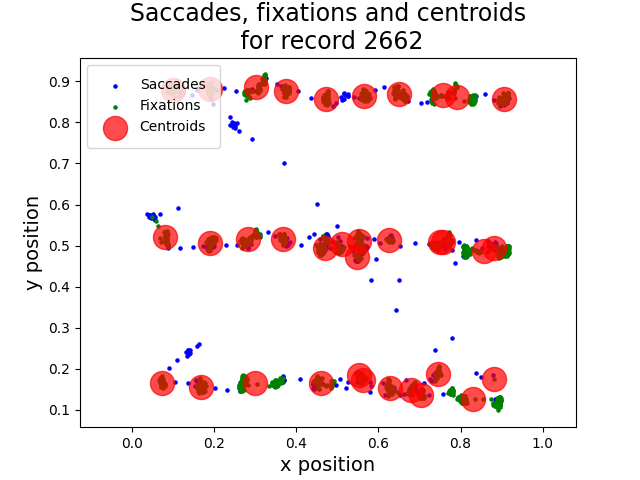 Saccades, fixations and centroids
for record 2662
Saccades
Fixations
Centroids
y position
0.9
0.8
0.7
0.6
0.5
0.4
0.3
0.2
0.1
0.0 0.2 0.4 0.6 0.8 1.0
x position